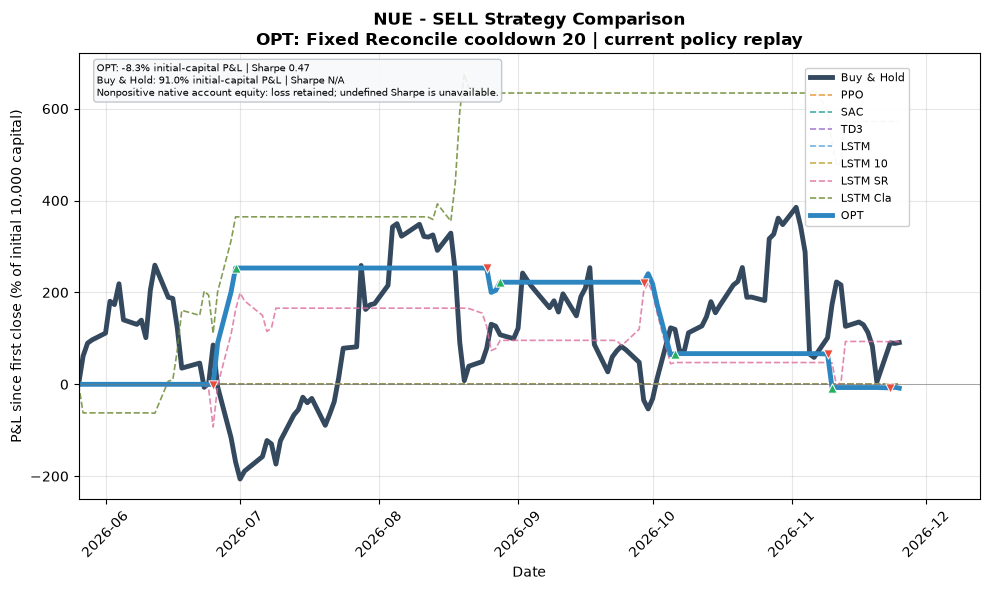 NUE - SELL Strategy Comparison
OPT: Fixed Reconcile cooldown 20 | current policy replay
OPT: -8.3% initial-capital P&L | Sharpe 0.47
Buy & Hold: 91.0% initial-capital P&L | Sharpe N/A
Nonpositive native account equity: loss retained; undefined Sharpe is unavailable.
Buy & Hold
PPO
SAC
TD3
LSTM
LSTM 10
LSTM SR
LSTM Cla
OPT
P&L since first close (% of initial 10,000 capital)
600
400
200
0
−200
2026-06
2026-07
2026-08
2026-09
2026-10
2026-11
2026-12
Date